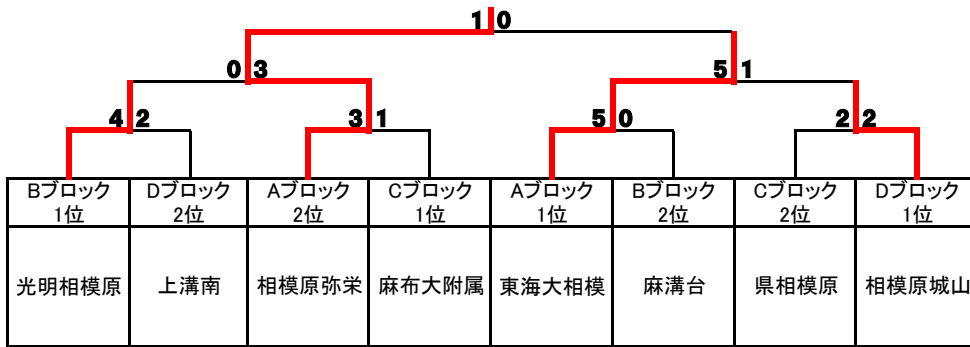 1 0
0 3 5 1
4 2 3 1 5 0 2 2
Bブロック Dブロック Aブロック Cブロック Aブロック Bブロック Cブロック Dブロック
1位 2位 2位 1位 1位 2位 2位 1位
光明相模原 上溝南 相模原弥栄 麻布大附属 東海大相模 麻溝台 県相模原 相模原城山